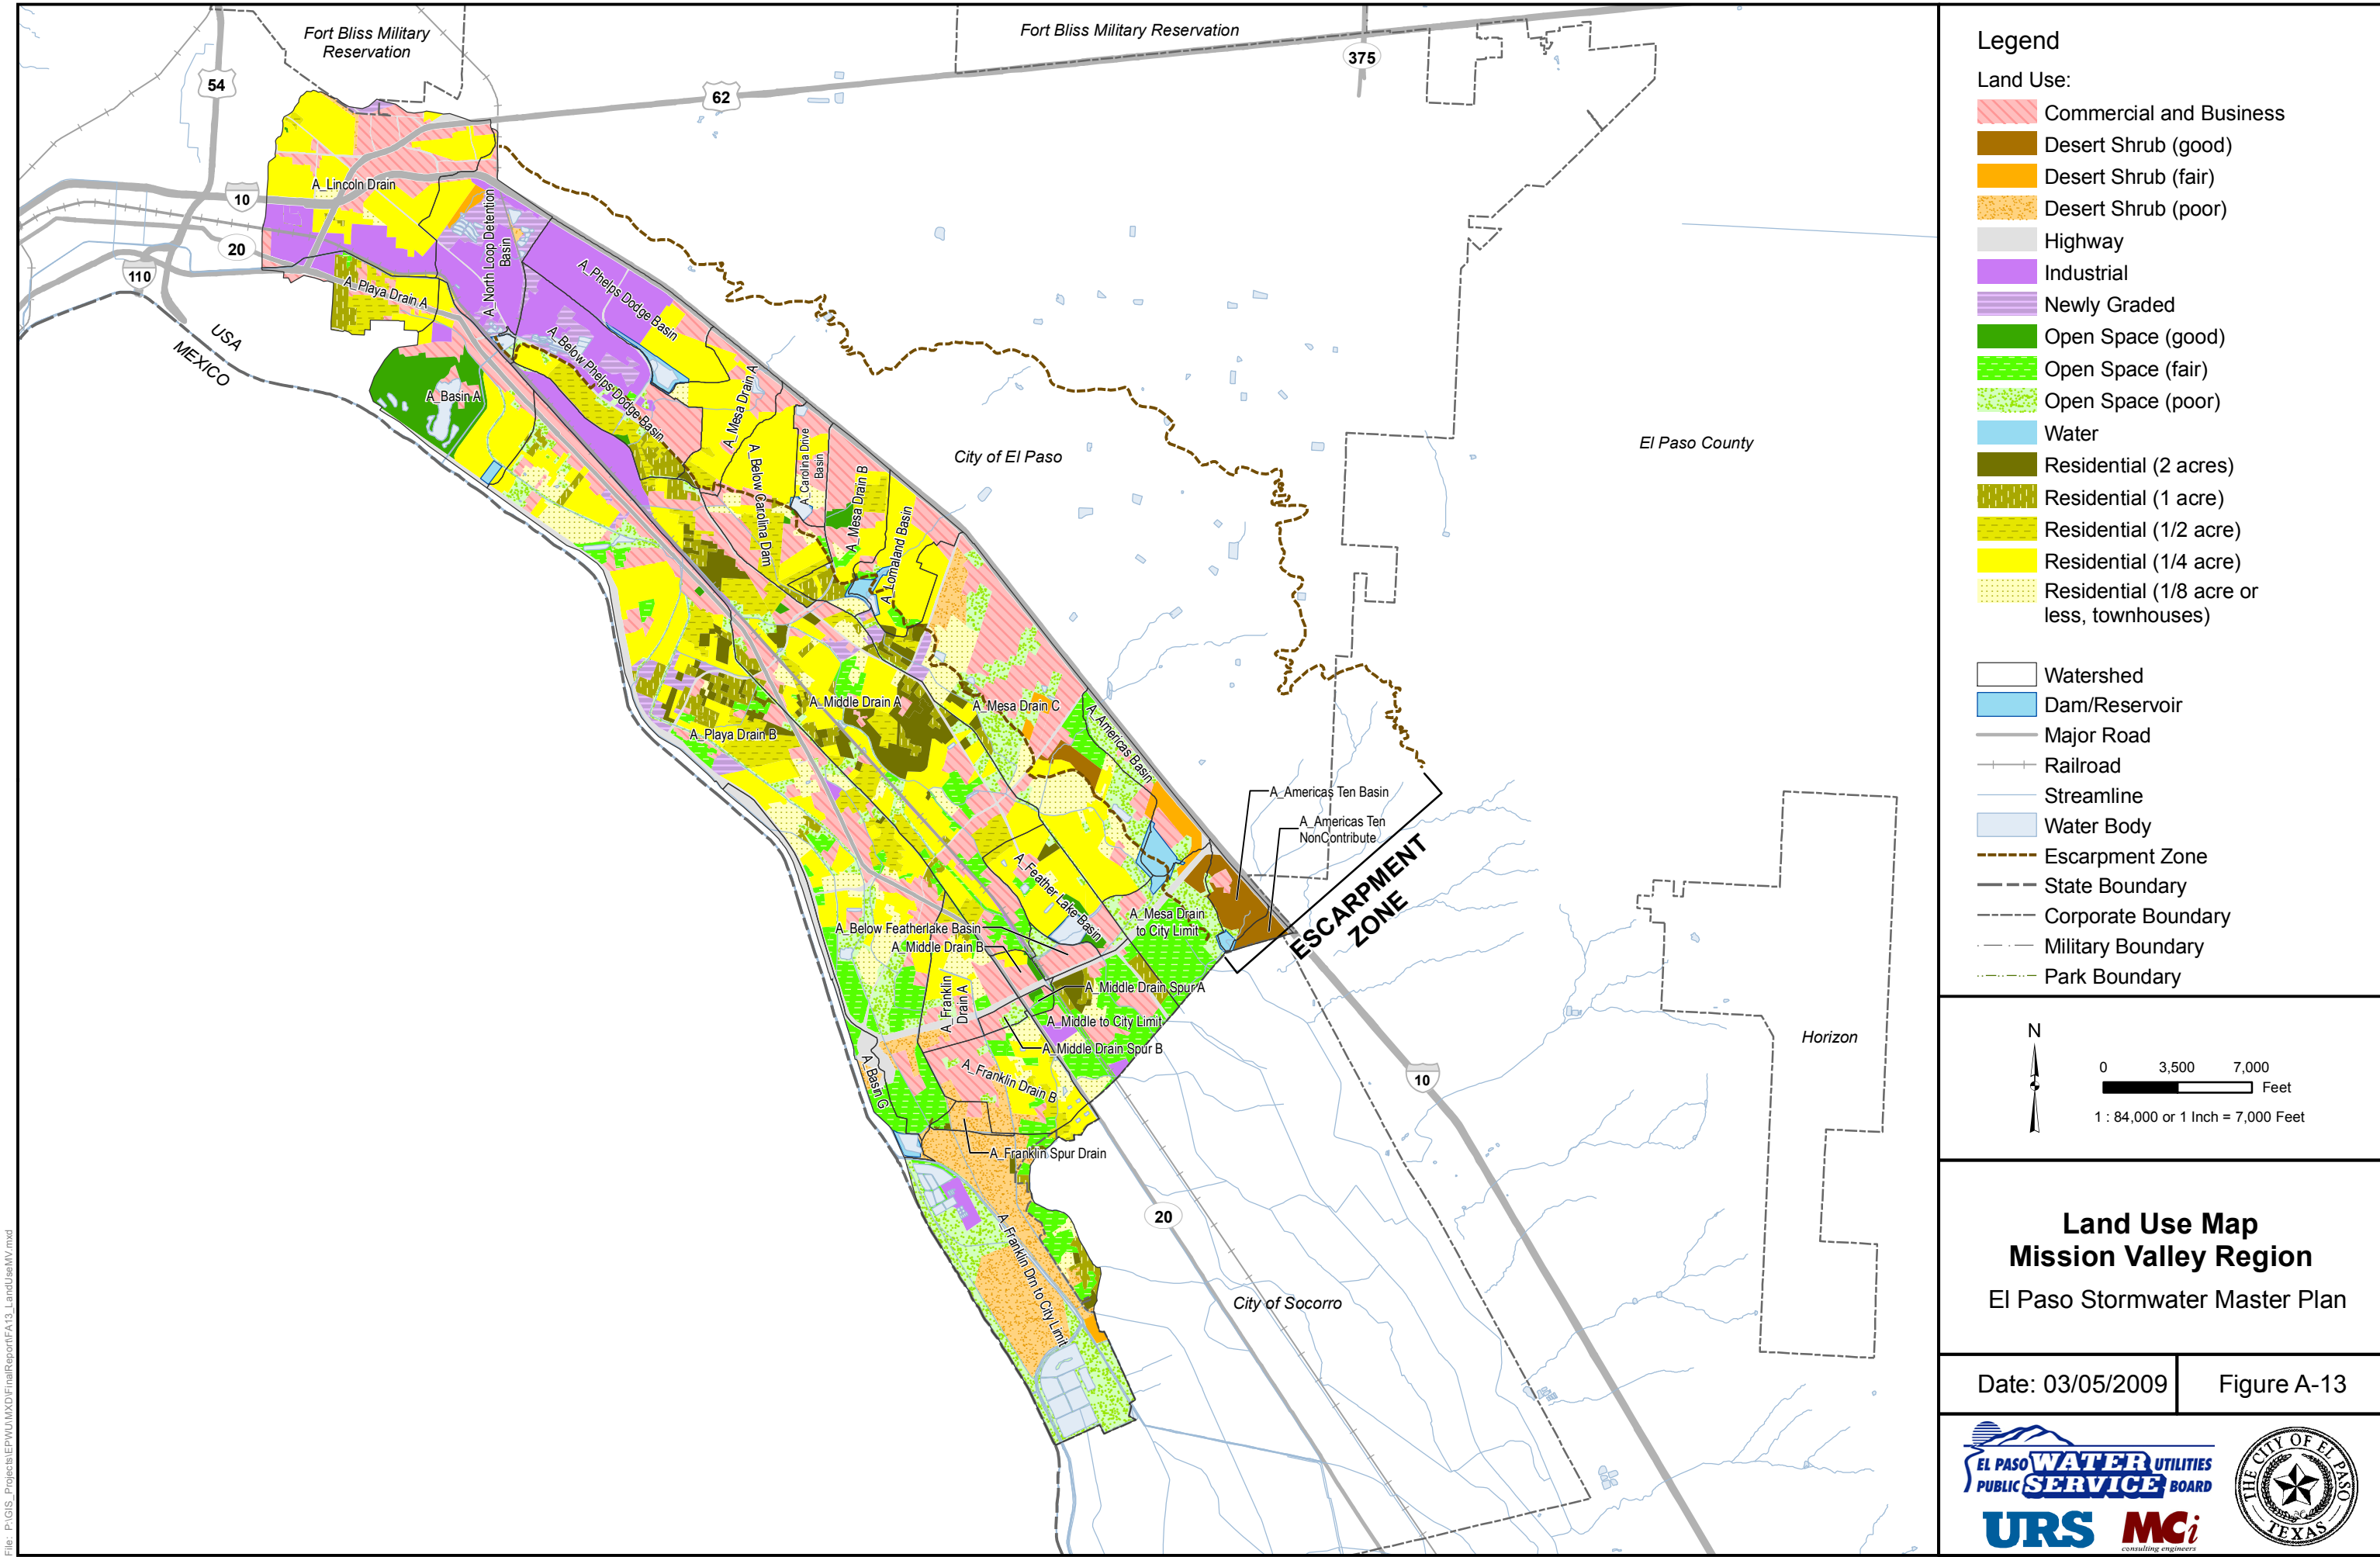 Fort Bliss Military
Reservation
Fort Bliss Military Reservation
54
62
375
10
20
110
USA
MEXICO
A_Lincoln Drain
A_North Loop Detention
Basin
A_Phelps Dodge Basin
A_Playa Drain A
A_Below Phelps Dodge Basin
A_Basin A
A_Mesa Drain A
A_Below Carolina Dam
A_Carolina Drive
Basin
A_Mesa Drain B
A_Lomaland Basin
City of El Paso
El Paso County
A_Middle Drain A
A_Mesa Drain C
A_Playa Drain B
A_Americas Basin
A_Americas Ten Basin
A_Americas Ten
NonContribute
ESCARPMENT
ZONE
A_Feather Lake Basin
A_Mesa Drain
to City Limit
A_Below Featherlake Basin
A_Middle Drain B
A_Franklin
Drain A
A_Middle Drain Spur A
A_Middle to City Limit
A_Middle Drain Spur B
A_Basin G
A_Franklin Drain B
A_Franklin Spur Drain
A_Franklin Drn to City Limit
Horizon
10
20
City of Socorro
Legend
Land Use:
Commercial and Business
Desert Shrub (good)
Desert Shrub (fair)
Desert Shrub (poor)
Highway
Industrial
Newly Graded
Open Space (good)
Open Space (fair)
Open Space (poor)
Water
Residential (2 acres)
Residential (1 acre)
Residential (1/2 acre)
Residential (1/4 acre)
Residential (1/8 acre or
less, townhouses)
Watershed
Dam/Reservoir
Major Road
Railroad
Streamline
Water Body
Escarpment Zone
State Boundary
Corporate Boundary
Military Boundary
Park Boundary
N
0 3,500 7,000
Feet
1 : 84,000 or 1 Inch = 7,000 Feet
Land Use Map
Mission Valley Region
El Paso Stormwater Master Plan
Date: 03/05/2009
Figure A-13
EL PASO WATER UTILITIES
PUBLIC SERVICE BOARD
URS
MCi
consulting engineers
THE CITY OF EL PASO
TEXAS
File: P:\GIS_Projects\EPWU\MXD\FinalReport\FA13_LandUseMV.mxd